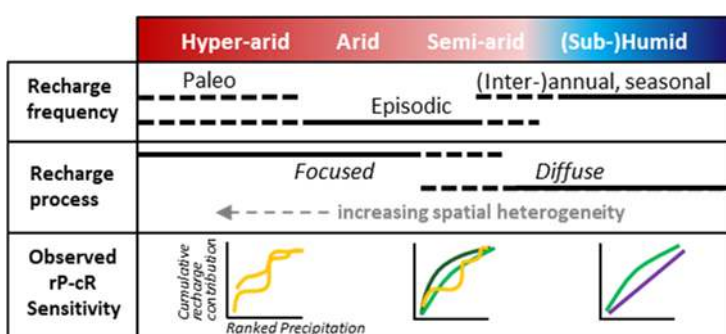 Hyper-arid Arid Semi-arid (Sub-)Humid
Recharge
frequency
Paleo
(Inter-)annual, seasonal
Episodic
Recharge
process
Focused
Diffuse
increasing spatial heterogeneity
Observed
rP-cR
Sensitivity
Cumulative
recharge
contribution
Ranked Precipitation